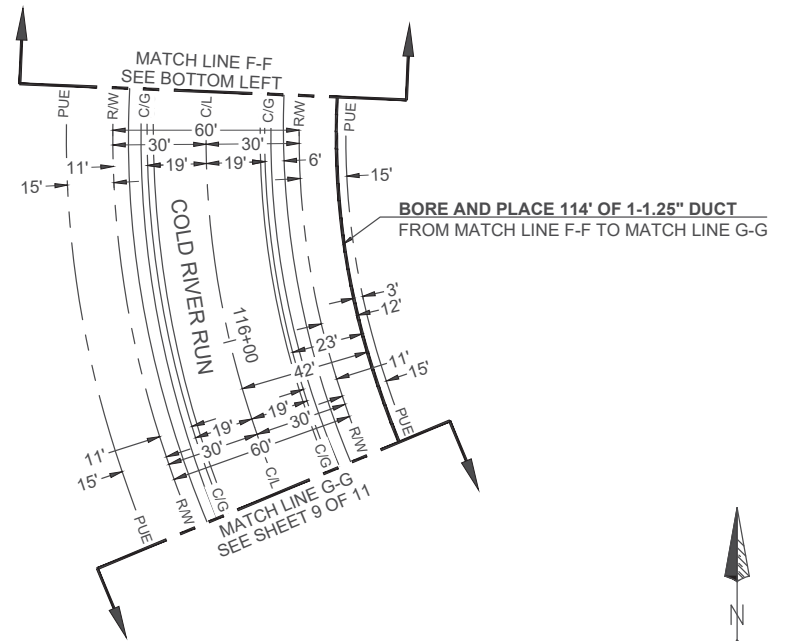 MATCH LINE F-F
SEE BOTTOM LEFT
PUE
R/W
C/G
C/L
C/G
R/W
PUE
60'
30'
30'
11'
19'
19'
6'
15'
15'
BORE AND PLACE 114' OF 1-1.25" DUCT
FROM MATCH LINE F-F TO MATCH LINE G-G
COLD RIVER RUN
116+00
3'
12'
23'
42'
11'
15'
19'
19'
30'
30'
60'
11'
15'
PUE
R/W
C/G
C/L
C/G
R/W
PUE
MATCH LINE G-G
SEE SHEET 9 OF 11
N